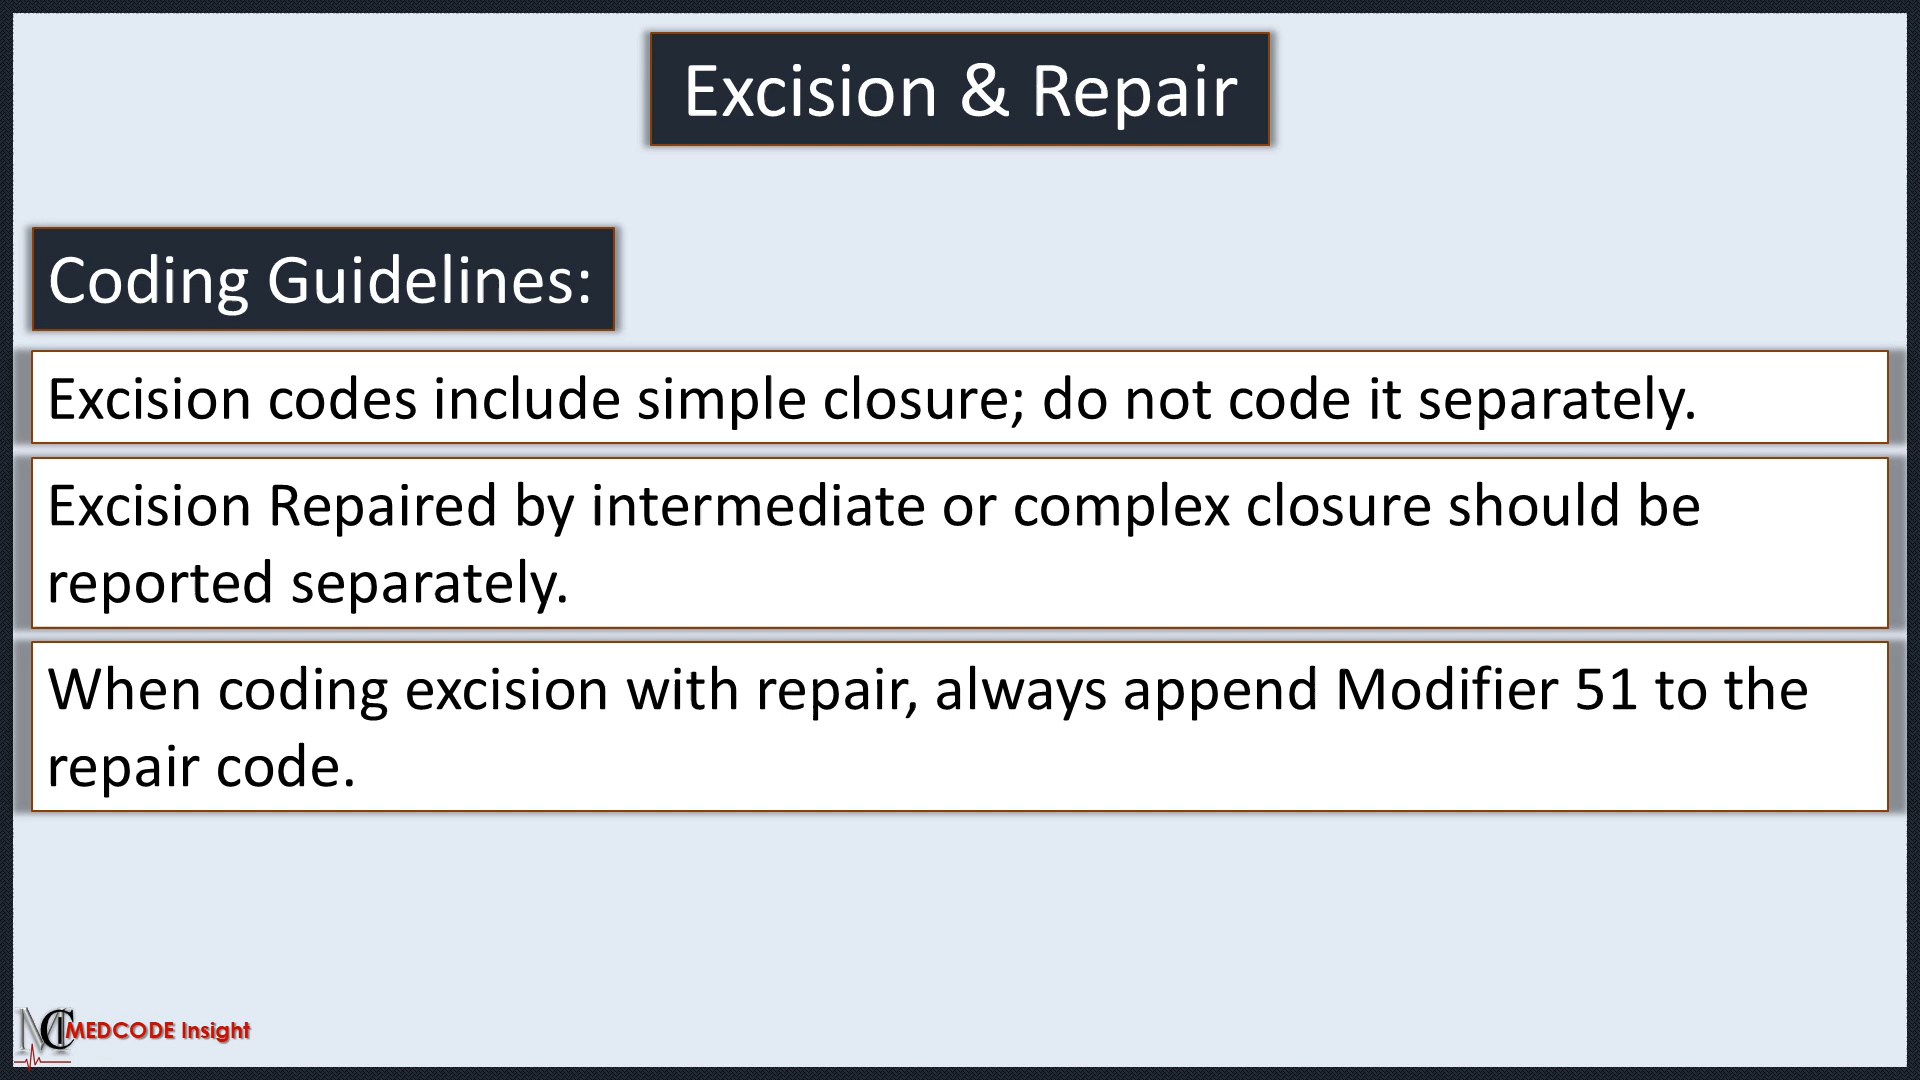 Excision & Repair
Coding Guidelines:
Excision codes include simple closure; do not code it separately.
Excision Repaired by intermediate or complex closure should be
reported separately.
When coding excision with repair, always append Modifier 51 to the
repair code.
MCI
MEDCODE Insight